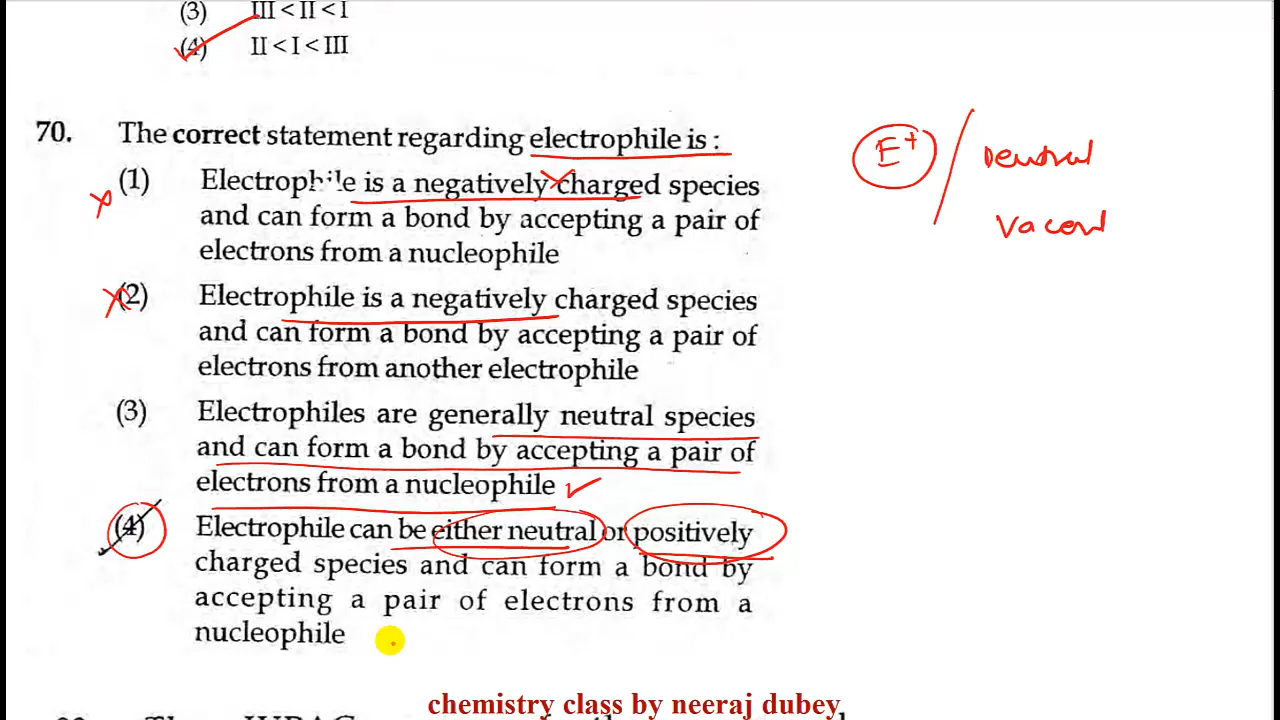 (3) III < II < I
(4) II < I < III
70. The correct statement regarding electrophile is :
E+ / neutral
(1) Electrophile is a negatively charged species
and can form a bond by accepting a pair of
electrons from a nucleophile
(2) Electrophile is a negatively charged species
and can form a bond by accepting a pair of
electrons from another electrophile
(3) Electrophiles are generally neutral species
and can form a bond by accepting a pair of
electrons from a nucleophile
(4) Electrophile can be either neutral or positively
charged species and can form a bond by
accepting a pair of electrons from a
nucleophile
chemistry class by neeraj dubey